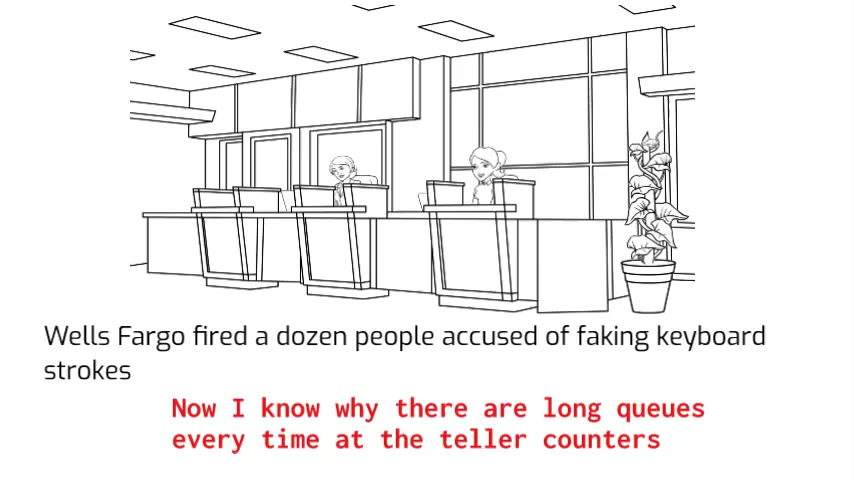 Wells Fargo fired a dozen people accused of faking keyboard
strokes
Now I know why there are long queues
every time at the teller counters